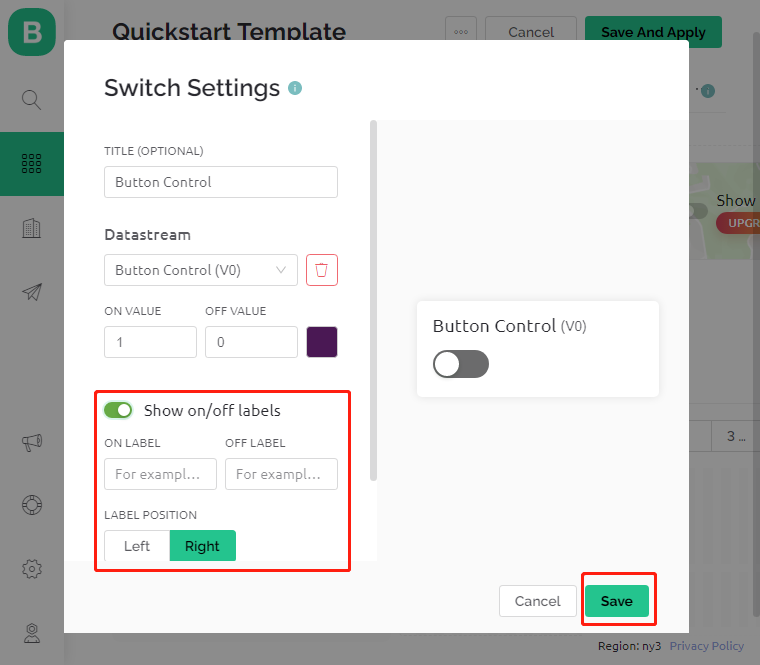 B
Quickstart Template
Cancel
Save And Apply
Switch Settings
TITLE (OPTIONAL)
Button Control
Datastream
Button Control (V0)
ON VALUE OFF VALUE
1 0
Show on/off labels
ON LABEL OFF LABEL
For exampl... For exampl...
LABEL POSITION
Left Right
Button Control (V0)
Show
UPGR
3 ...
Cancel Save
Region: ny3 Privacy Policy